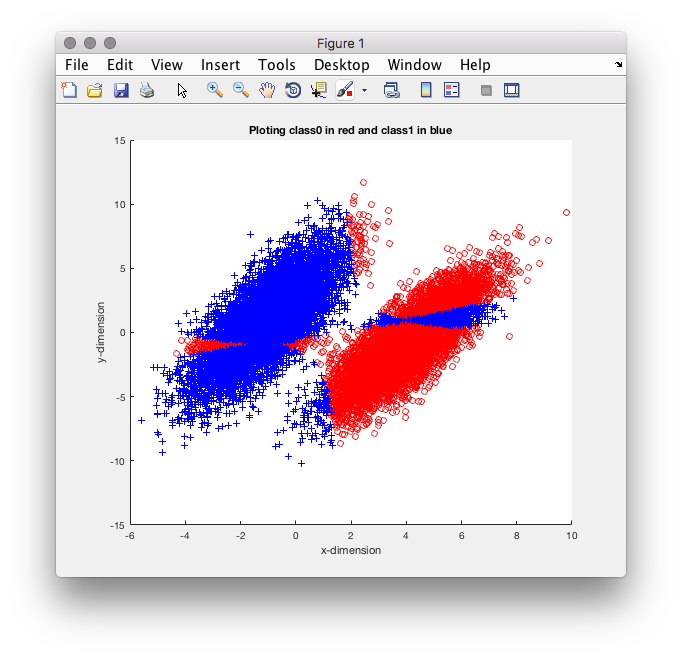 Figure 1
File Edit View Insert Tools Desktop Window Help
Ploting class0 in red and class1 in blue
15
10
5
0
-5
-10
-15
y-dimension
-6 -4 -2 0 2 4 6 8 10
x-dimension